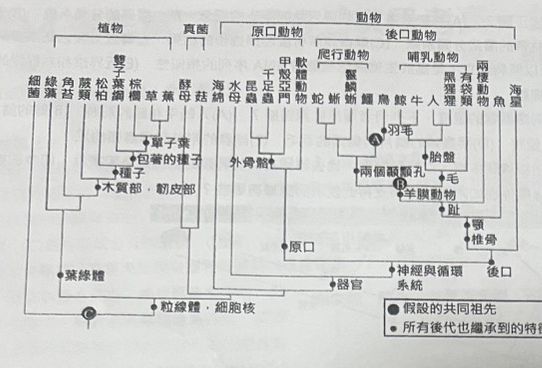 動物
植物
真菌
原口動物
後口動物
爬行動物
哺乳動物
細菌
綠藻
角苔
蕨類
松柏
雙子葉綱
棕櫚
草
蕉
酵母
菇
海綿
水母
昆蟲
千足蟲
甲殼亞門
軟體動物
蛇
蜥
鬣鱗蜥
鱷
鳥
鯨
牛
人
黑猩猩
有袋類
兩棲動物
魚
海星
羽毛
A
單子葉
包著的種子
種子
木質部，韌皮部
外骨骼
胎盤
兩個顳顬孔
毛
B
羊膜動物
趾
顎
椎骨
原口
後口
葉綠體
神經與循環
系統
器官
粒線體，細胞核
C
假設的共同祖先
所有後代也繼承到的特徵